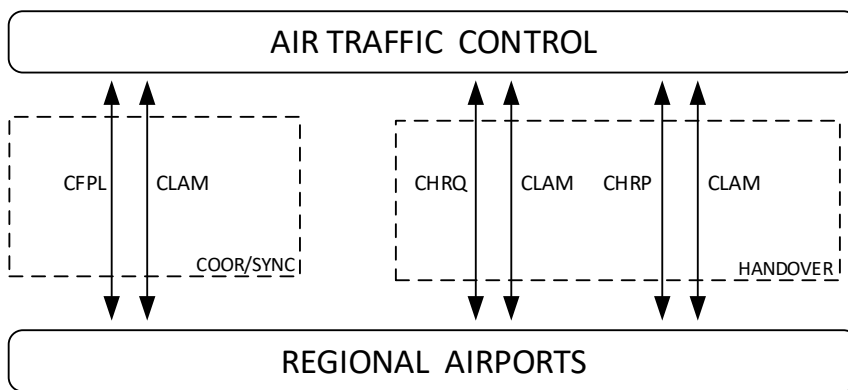 AIR TRAFFIC CONTROL
CFPL CLAM CHRQ CLAM CHRP CLAM
COOR/SYNC HANDOVER
REGIONAL AIRPORTS